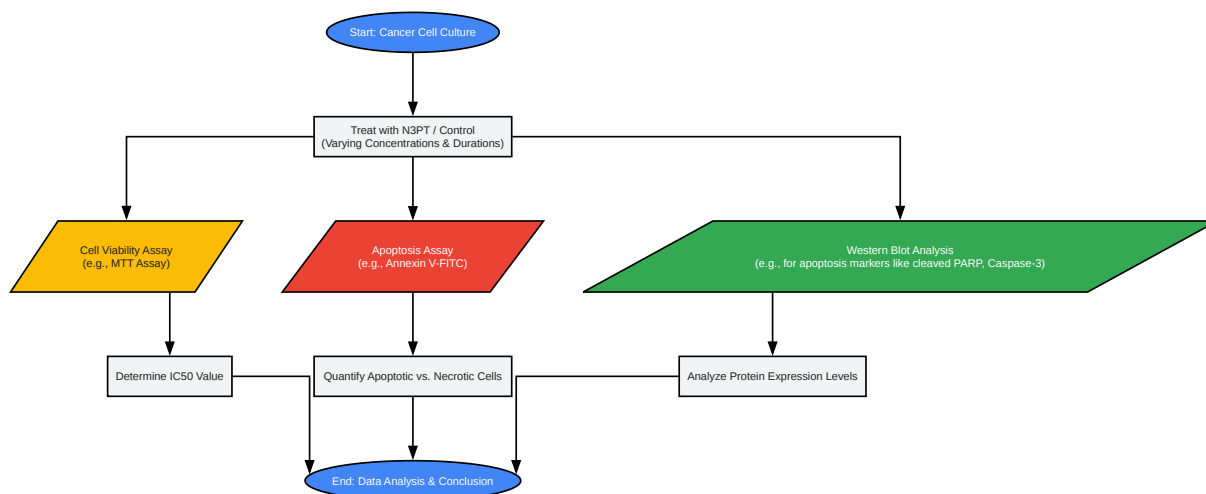 Start: Cancer Cell Culture
Treat with N3PT / Control
(Varying Concentrations & Durations)
Cell Viability Assay
(e.g., MTT Assay)
Apoptosis Assay
(e.g., Annexin V-FITC)
Western Blot Analysis
(e.g., for apoptosis markers like cleaved PARP, Caspase-3)
Determine IC50 Value
Quantify Apoptotic vs. Necrotic Cells
Analyze Protein Expression Levels
End: Data Analysis & Conclusion